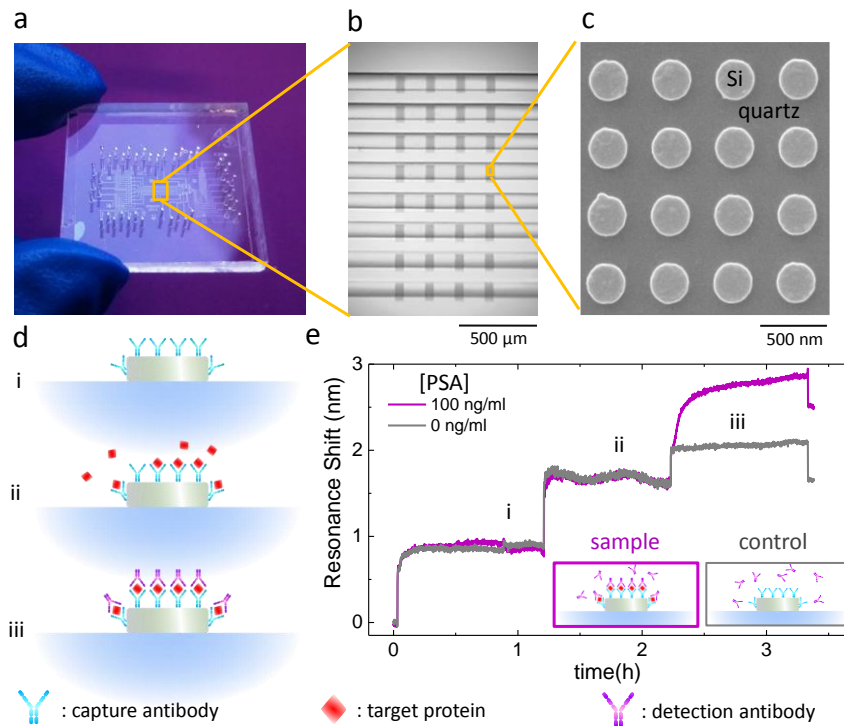 a
b
c
Si
quartz
500 μm
500 nm
d
e
i
ii
iii
Resonance Shift (nm)
3
2
1
0
[PSA]
100 ng/ml
0 ng/ml
i
ii
iii
sample
control
0
1
2
3
time(h)
: capture antibody
: target protein
: detection antibody